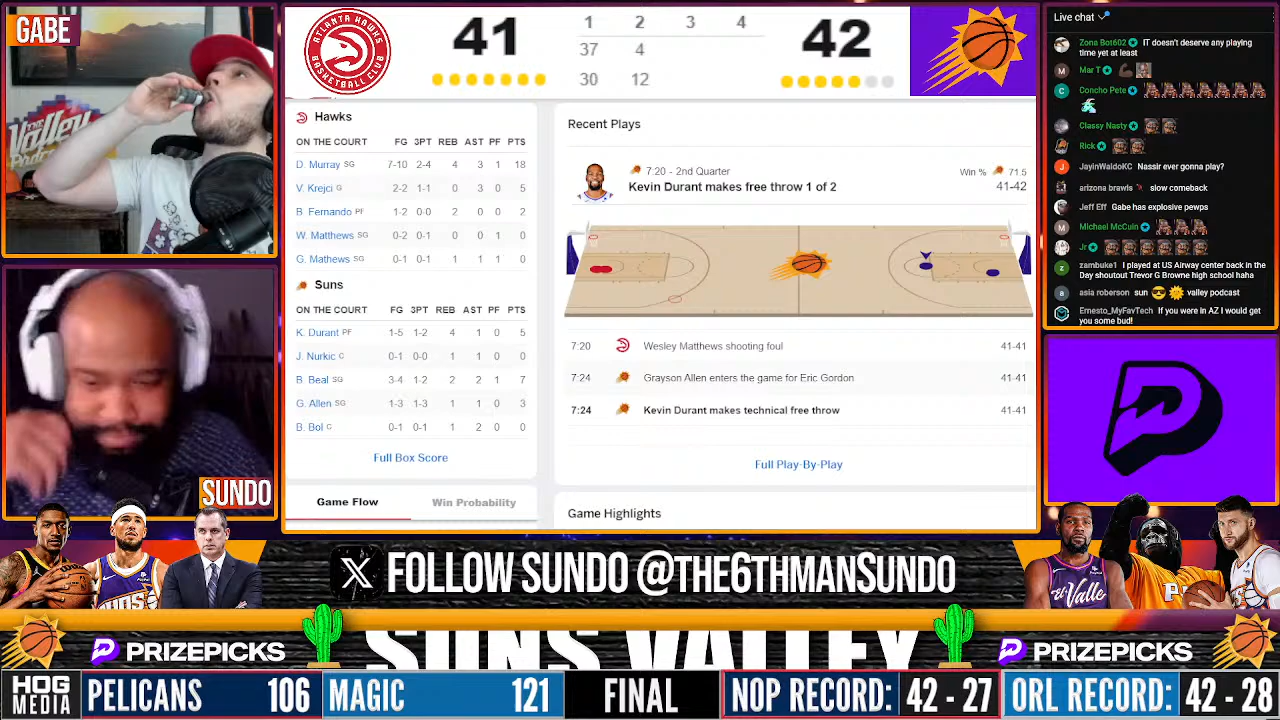 GABE
The Valley
SUNDO
ATLANTA HAWKS
BASKETBALL CLUB
41
1 2 3 4
37 4
30 12
42
Hawks
ON THE COURT FG 3PT REB AST PF PTS
D. Murray SG 7-10 2-4 4 3 1 18
V. Krejci G 2-2 1-1 0 3 0 5
B. Fernando PF 1-2 0-0 2 0 0 2
W. Matthews SG 0-2 0-1 0 0 1 0
G. Mathews SG 0-1 0-1 1 1 1 0
Suns
ON THE COURT FG 3PT REB AST PF PTS
K. Durant PF 1-5 1-2 4 1 0 5
J. Nurkic C 0-1 0-0 1 1 0 0
B. Beal SG 3-4 1-2 2 2 1 7
G. Allen SG 1-3 1-3 1 1 0 3
B. Bol C 0-1 0-1 1 2 0 0
Full Box Score
Game Flow Win Probability
Recent Plays
7:20 - 2nd Quarter
Kevin Durant makes free throw 1 of 2
Win % 71.5
41-42
7:20 Wesley Matthews shooting foul 41-41
7:24 Grayson Allen enters the game for Eric Gordon 41-41
7:24 Kevin Durant makes technical free throw 41-41
Full Play-By-Play
Game Highlights
Live chat
Zona Bot602 IT doesn't deserve any playing
time yet at least
Mar T
Concho Pete
Classy Nasty
Rick
JayinWaldoKC Nassir ever gonna play?
arizona brawls slow comeback
Jeff Eff Gabe has explosive pewps
Michael McCuin
Jr
zambuke1 I played at US Airway center back in the
Day shoutout Trevor G Browne high school haha
asia roberson sun valley podcast
Ernesto_MyFavTech If you were in AZ I would get
you some bud!
X FOLLOW SUNDO @THE6THMANSUNDO
PRIZEPICKS
SUNS VALLEY
PRIZEPICKS
HOG
MEDIA
PELICANS 106 MAGIC 121 FINAL NOP RECORD: 42 - 27 ORL RECORD: 42 - 28